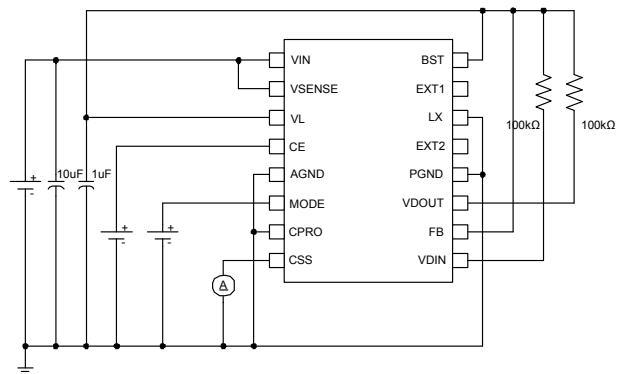 VIN
VSENSE
VL
CE
AGND
MODE
CPRO
CSS
BST
EXT1
LX
EXT2
PGND
VDOUT
FB
VDIN
100kΩ
100kΩ
+
-
10uF
1uF
+
-
+
-
A